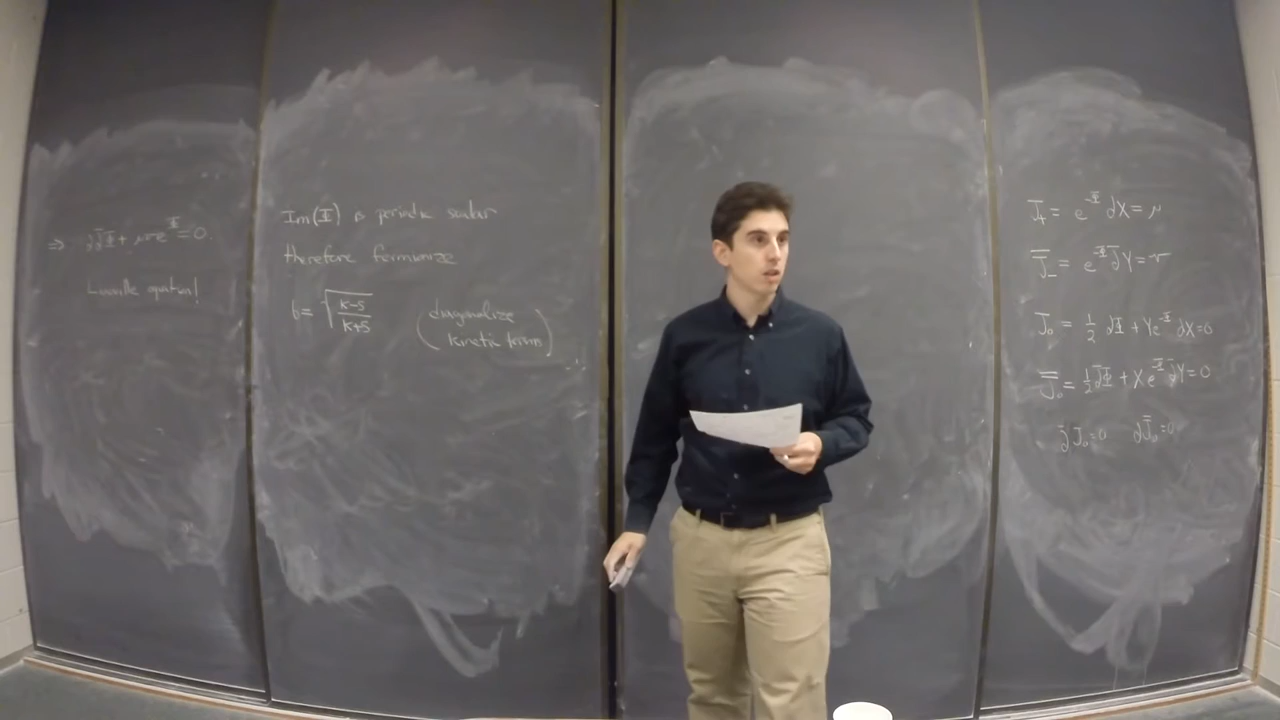 ⇒ ∂∂̄Φ + μνe^Φ = 0.
Liouville equation!
Im(Φ) is periodic scalar
therefore fermionize
b = √(k-5/k+5) (diagonalize
kinetic term)
J₊ = e^{-Φ} ∂X = μ
J̄₋ = e^{-Φ} ∂̄Y = ν
J₀ = 1/2 ∂Φ + Ye^{-Φ} ∂X = 0
J̄₀ = 1/2 ∂̄Φ + Xe^{-Φ} ∂̄Y = 0
∂̄J₀ = 0 ∂J̄₀ = 0